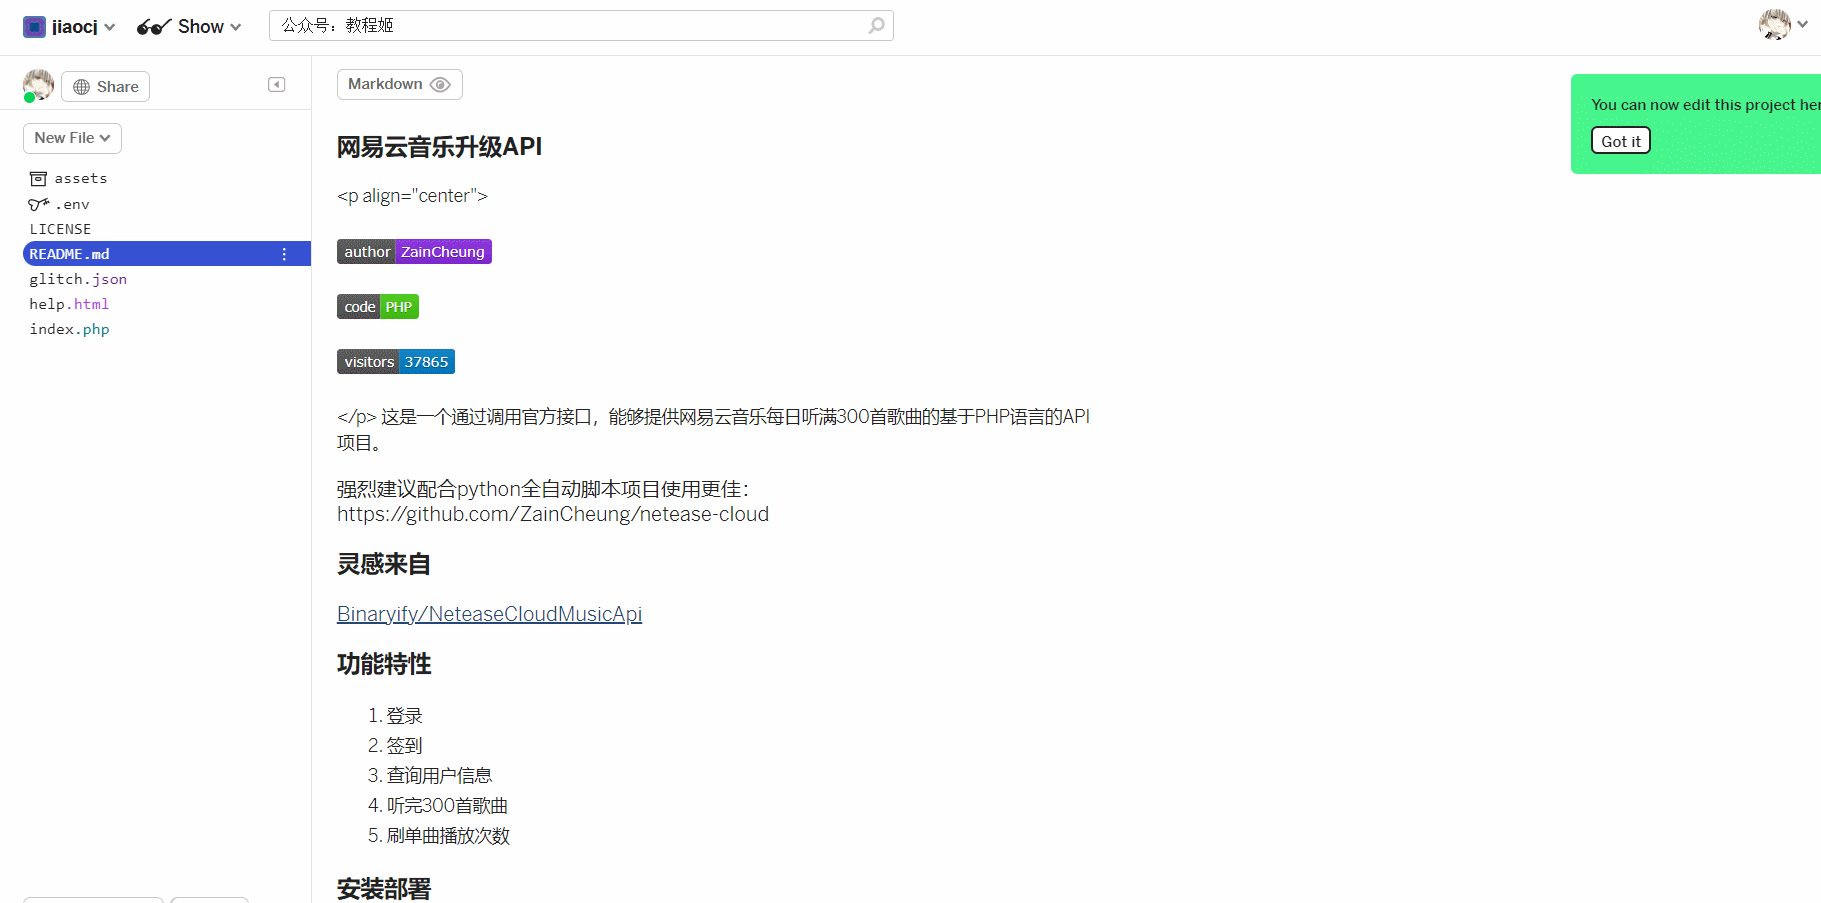 jiaocj
Show
公众号：教程姬
Share
New File
assets
.env
LICENSE
README.md
glitch.json
help.html
index.php
Markdown
You can now edit this project her
Got it
网易云音乐升级API
<p align="center">
author ZainCheung
code PHP
visitors 37865
</p> 这是一个通过调用官方接口，能够提供网易云音乐每日听满300首歌曲的基于PHP语言的API
项目。
强烈建议配合python全自动脚本项目使用更佳：
https://github.com/ZainCheung/netease-cloud
灵感来自
Binaryify/NeteaseCloudMusicApi
功能特性
1. 登录
2. 签到
3. 查询用户信息
4. 听完300首歌曲
5. 刷单曲播放次数
安装部署